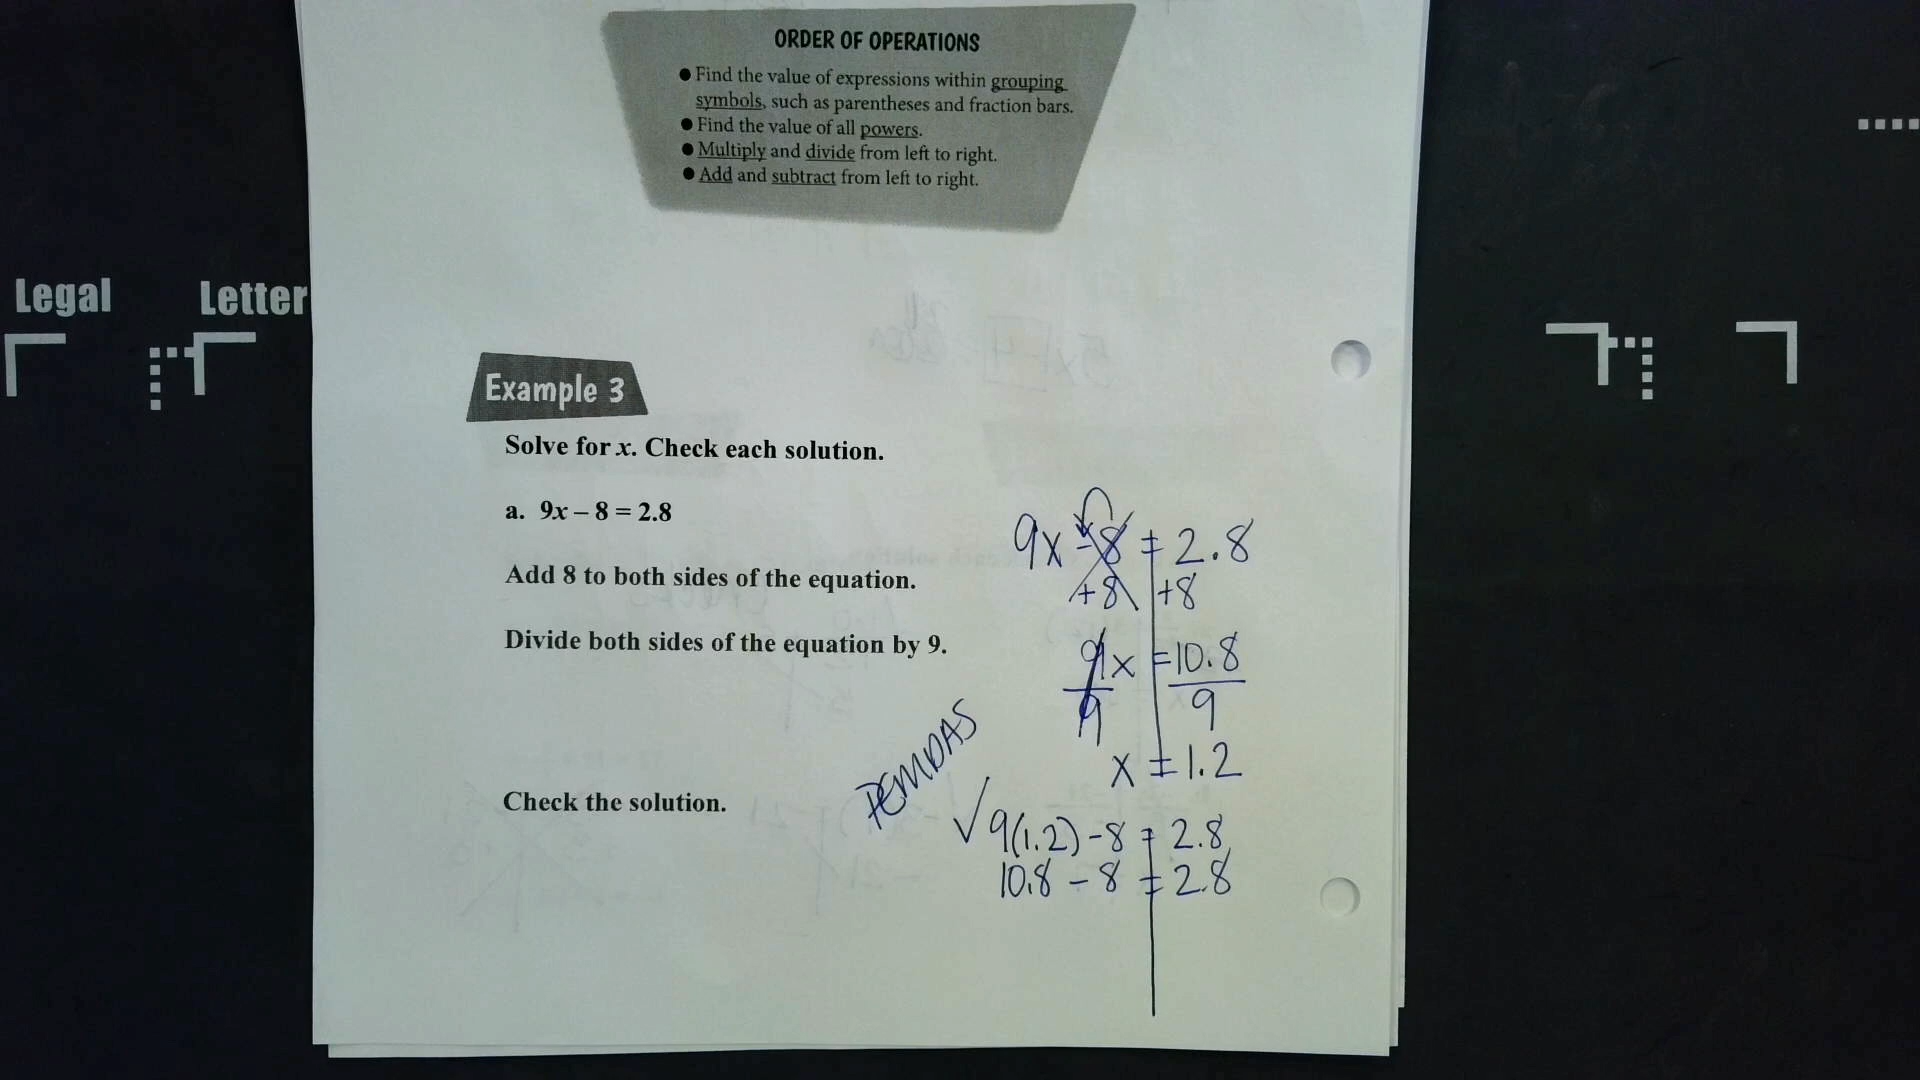 ORDER OF OPERATIONS
● Find the value of expressions within grouping
symbols, such as parentheses and fraction bars.
● Find the value of all powers.
● Multiply and divide from left to right.
● Add and subtract from left to right.
Legal
Letter
Example 3
Solve for x. Check each solution.
a. 9x – 8 = 2.8
9x - 8 = 2.8
Add 8 to both sides of the equation.
+8 +8
Divide both sides of the equation by 9.
9x = 10.8
9 9
x = 1.2
PEMDAS
Check the solution.
√ 9(1.2) - 8 = 2.8
10.8 - 8 = 2.8